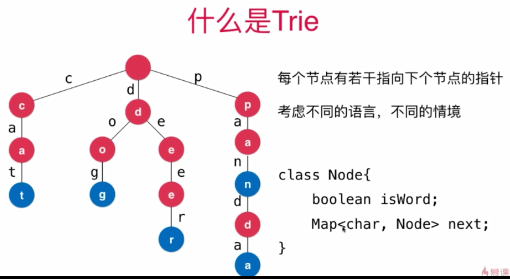 什么是Trie
c
d
p
c
d
p
a
o
e
a
a
o
e
a
t
g
e
n
t
g
e
n
r
d
r
d
a
a
每个节点有若干指向下个节点的指针
考虑不同的语言，不同的情境
class Node{
boolean isWord;
Map<char, Node> next;
}
慕课